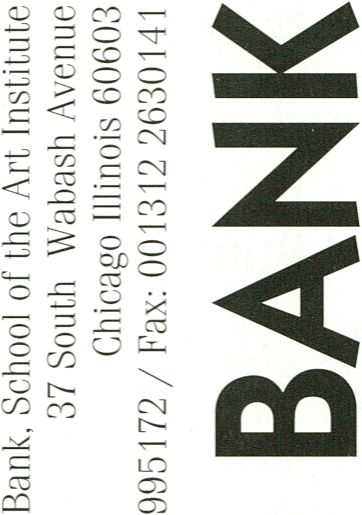 Bank, School of the Art Institute
37 South Wabash Avenue
Chicago Illinois 60603
995172 / Fax: 001312 2630141
BANK